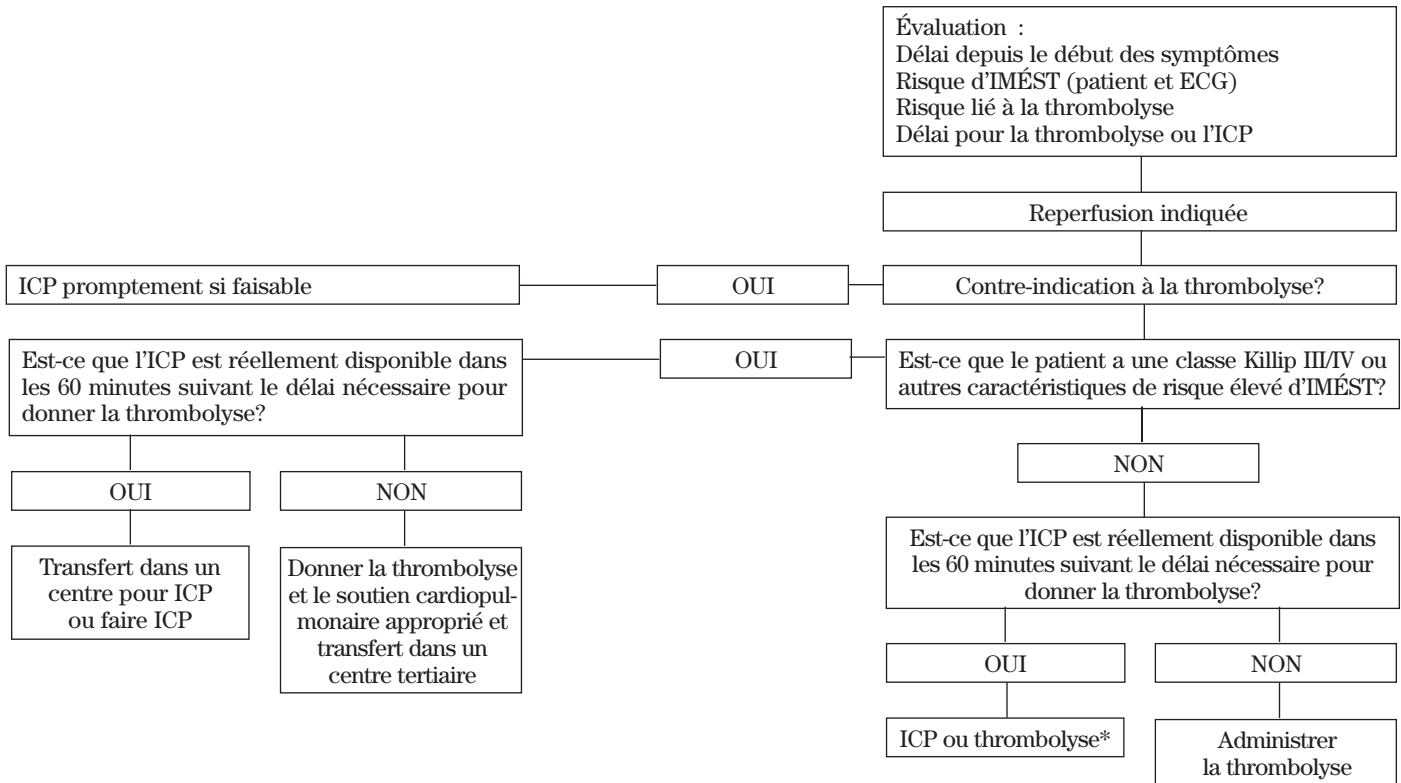 Évaluation :
Délai depuis le début des symptômes
Risque d'IMÉST (patient et ECG)
Risque lié à la thrombolyse
Délai pour la thrombolyse ou l'ICP
Reperfusion indiquée
ICP promptement si faisable
OUI
Contre-indication à la thrombolyse?
Est-ce que l'ICP est réellement disponible dans
les 60 minutes suivant le délai nécessaire pour
donner la thrombolyse?
OUI
Est-ce que le patient a une classe Killip III/IV ou
autres caractéristiques de risque élevé d'IMÉST?
NON
OUI
NON
Transfert dans un
centre pour ICP
ou faire ICP
Donner la thrombolyse
et le soutien cardiopul-
monaire approprié et
transfert dans un
centre tertiaire
Est-ce que l'ICP est réellement disponible dans
les 60 minutes suivant le délai nécessaire pour
donner la thrombolyse?
OUI
NON
ICP ou thrombolyse*
Administrer
la thrombolyse